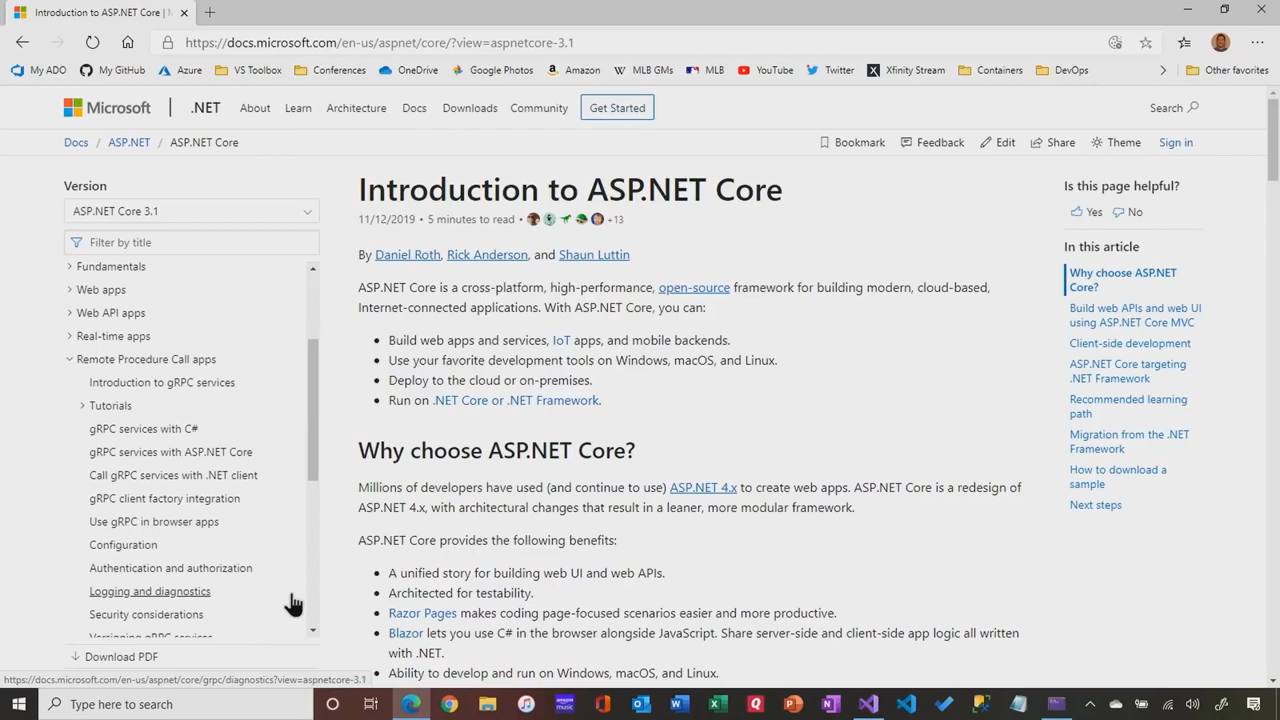 Introduction to ASP.NET Core |
https://docs.microsoft.com/en-us/aspnet/core/?view=aspnetcore-3.1
My ADO My GitHub Azure VS Toolbox Conferences OneDrive Google Photos Amazon MLB GMs MLB YouTube Twitter Xfinity Stream Containers DevOps Other favorites
Microsoft | .NET About Learn Architecture Docs Downloads Community Get Started Search
Docs / ASP.NET / ASP.NET Core Bookmark Feedback Edit Share Theme Sign in
Version
ASP.NET Core 3.1
Filter by title
Fundamentals
Web apps
Web API apps
Real-time apps
Remote Procedure Call apps
Introduction to gRPC services
Tutorials
gRPC services with C#
gRPC services with ASP.NET Core
Call gRPC services with .NET client
gRPC client factory integration
Use gRPC in browser apps
Configuration
Authentication and authorization
Logging and diagnostics
Security considerations
Versioning gRPC services
Download PDF
Introduction to ASP.NET Core
11/12/2019 • 5 minutes to read • +13
By Daniel Roth, Rick Anderson, and Shaun Luttin
ASP.NET Core is a cross-platform, high-performance, open-source framework for building modern, cloud-based,
Internet-connected applications. With ASP.NET Core, you can:
• Build web apps and services, IoT apps, and mobile backends.
• Use your favorite development tools on Windows, macOS, and Linux.
• Deploy to the cloud or on-premises.
• Run on .NET Core or .NET Framework.
Why choose ASP.NET Core?
Millions of developers have used (and continue to use) ASP.NET 4.x to create web apps. ASP.NET Core is a redesign of
ASP.NET 4.x, with architectural changes that result in a leaner, more modular framework.
ASP.NET Core provides the following benefits:
• A unified story for building web UI and web APIs.
• Architected for testability.
• Razor Pages makes coding page-focused scenarios easier and more productive.
• Blazor lets you use C# in the browser alongside JavaScript. Share server-side and client-side app logic all written
with .NET.
• Ability to develop and run on Windows, macOS, and Linux.
Is this page helpful?
Yes No
In this article
Why choose ASP.NET
Core?
Build web APIs and web UI
using ASP.NET Core MVC
Client-side development
ASP.NET Core targeting
.NET Framework
Recommended learning
path
Migration from the .NET
Framework
How to download a
sample
Next steps
https://docs.microsoft.com/en-us/aspnet/core/grpc/diagnostics?view=aspnetcore-3.1
Type here to search